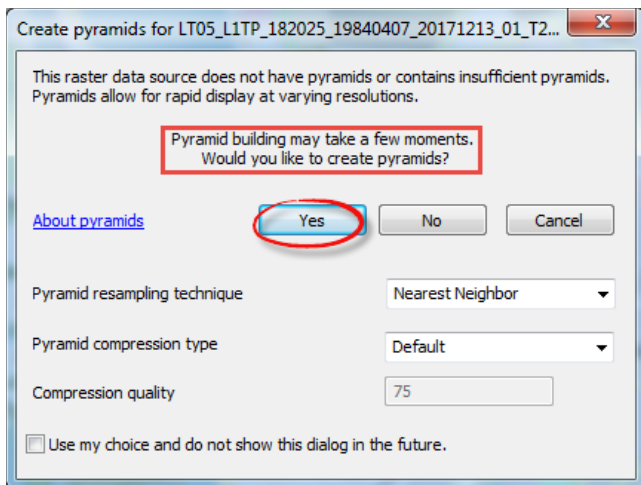 Create pyramids for LT05_L1TP_182025_19840407_20171213_01_T2...
This raster data source does not have pyramids or contains insufficient pyramids.
Pyramids allow for rapid display at varying resolutions.
Pyramid building may take a few moments.
Would you like to create pyramids?
About pyramids Yes No Cancel
Pyramid resampling technique Nearest Neighbor
Pyramid compression type Default
Compression quality 75
Use my choice and do not show this dialog in the future.